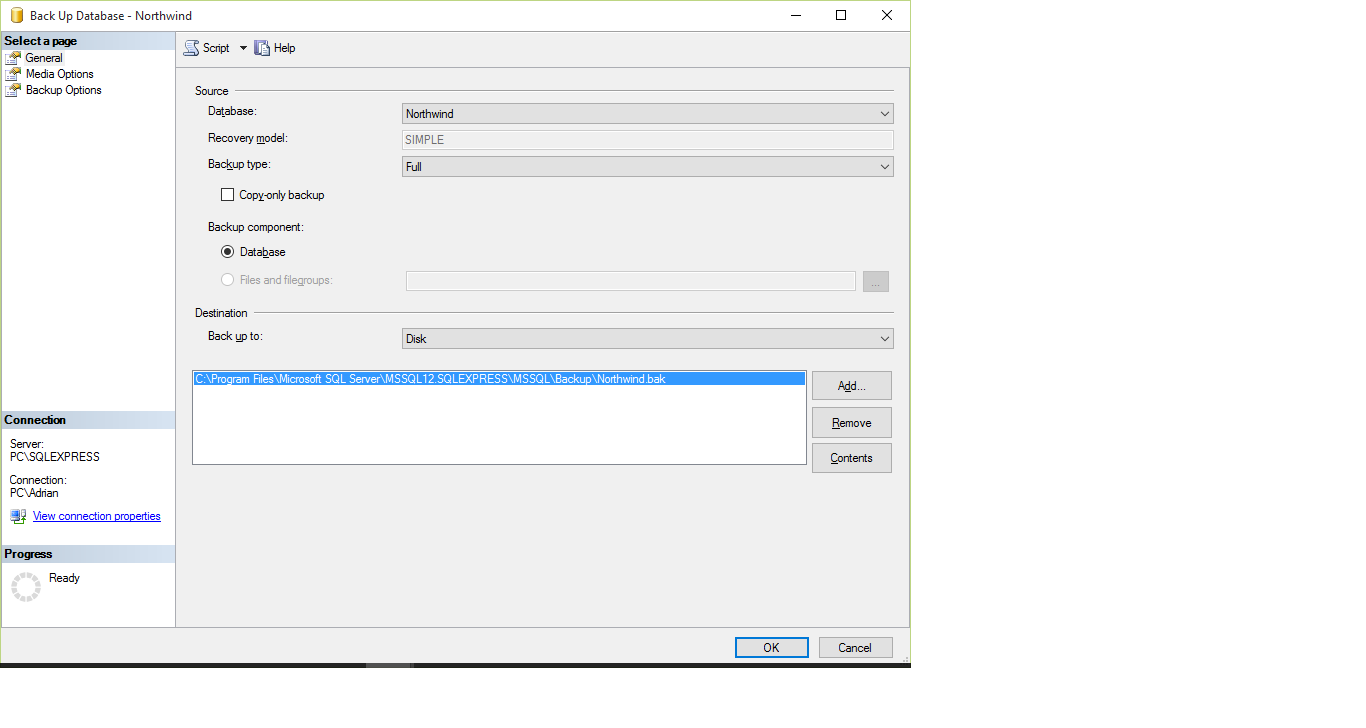 Back Up Database - Northwind
Select a page
General
Media Options
Backup Options
Script
Help
Source
Database:
Northwind
Recovery model:
SIMPLE
Backup type:
Full
Copy-only backup
Backup component:
Database
Files and filegroups:
...
Destination
Back up to:
Disk
C:\Program Files\Microsoft SQL Server\MSSQL12.SQLEXPRESS\MSSQL\Backup\Northwind.bak
Add...
Remove
Contents
Connection
Server:
PC\SQLEXPRESS
Connection:
PC\Adrian
View connection properties
Progress
Ready
OK
Cancel